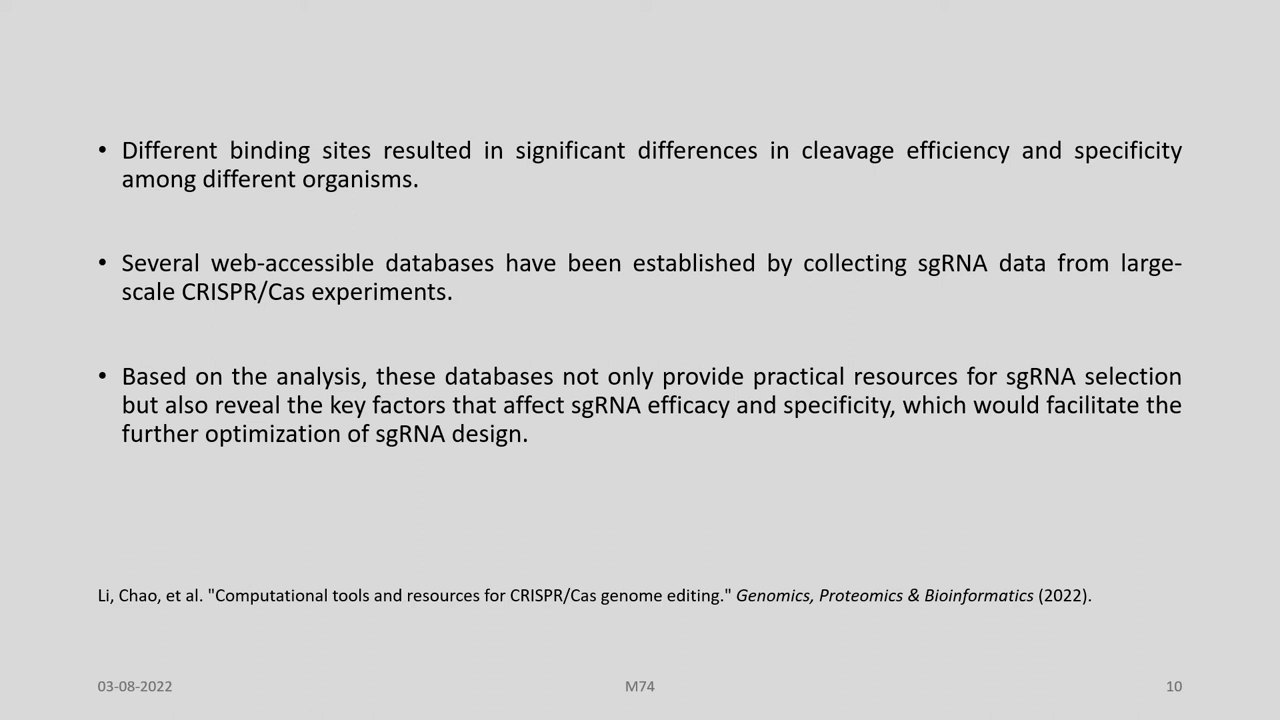 • Different binding sites resulted in significant differences in cleavage efficiency and specificity
among different organisms.
• Several web-accessible databases have been established by collecting sgRNA data from large-
scale CRISPR/Cas experiments.
• Based on the analysis, these databases not only provide practical resources for sgRNA selection
but also reveal the key factors that affect sgRNA efficacy and specificity, which would facilitate the
further optimization of sgRNA design.
Li, Chao, et al. "Computational tools and resources for CRISPR/Cas genome editing." Genomics, Proteomics & Bioinformatics (2022).
03-08-2022 M74 10